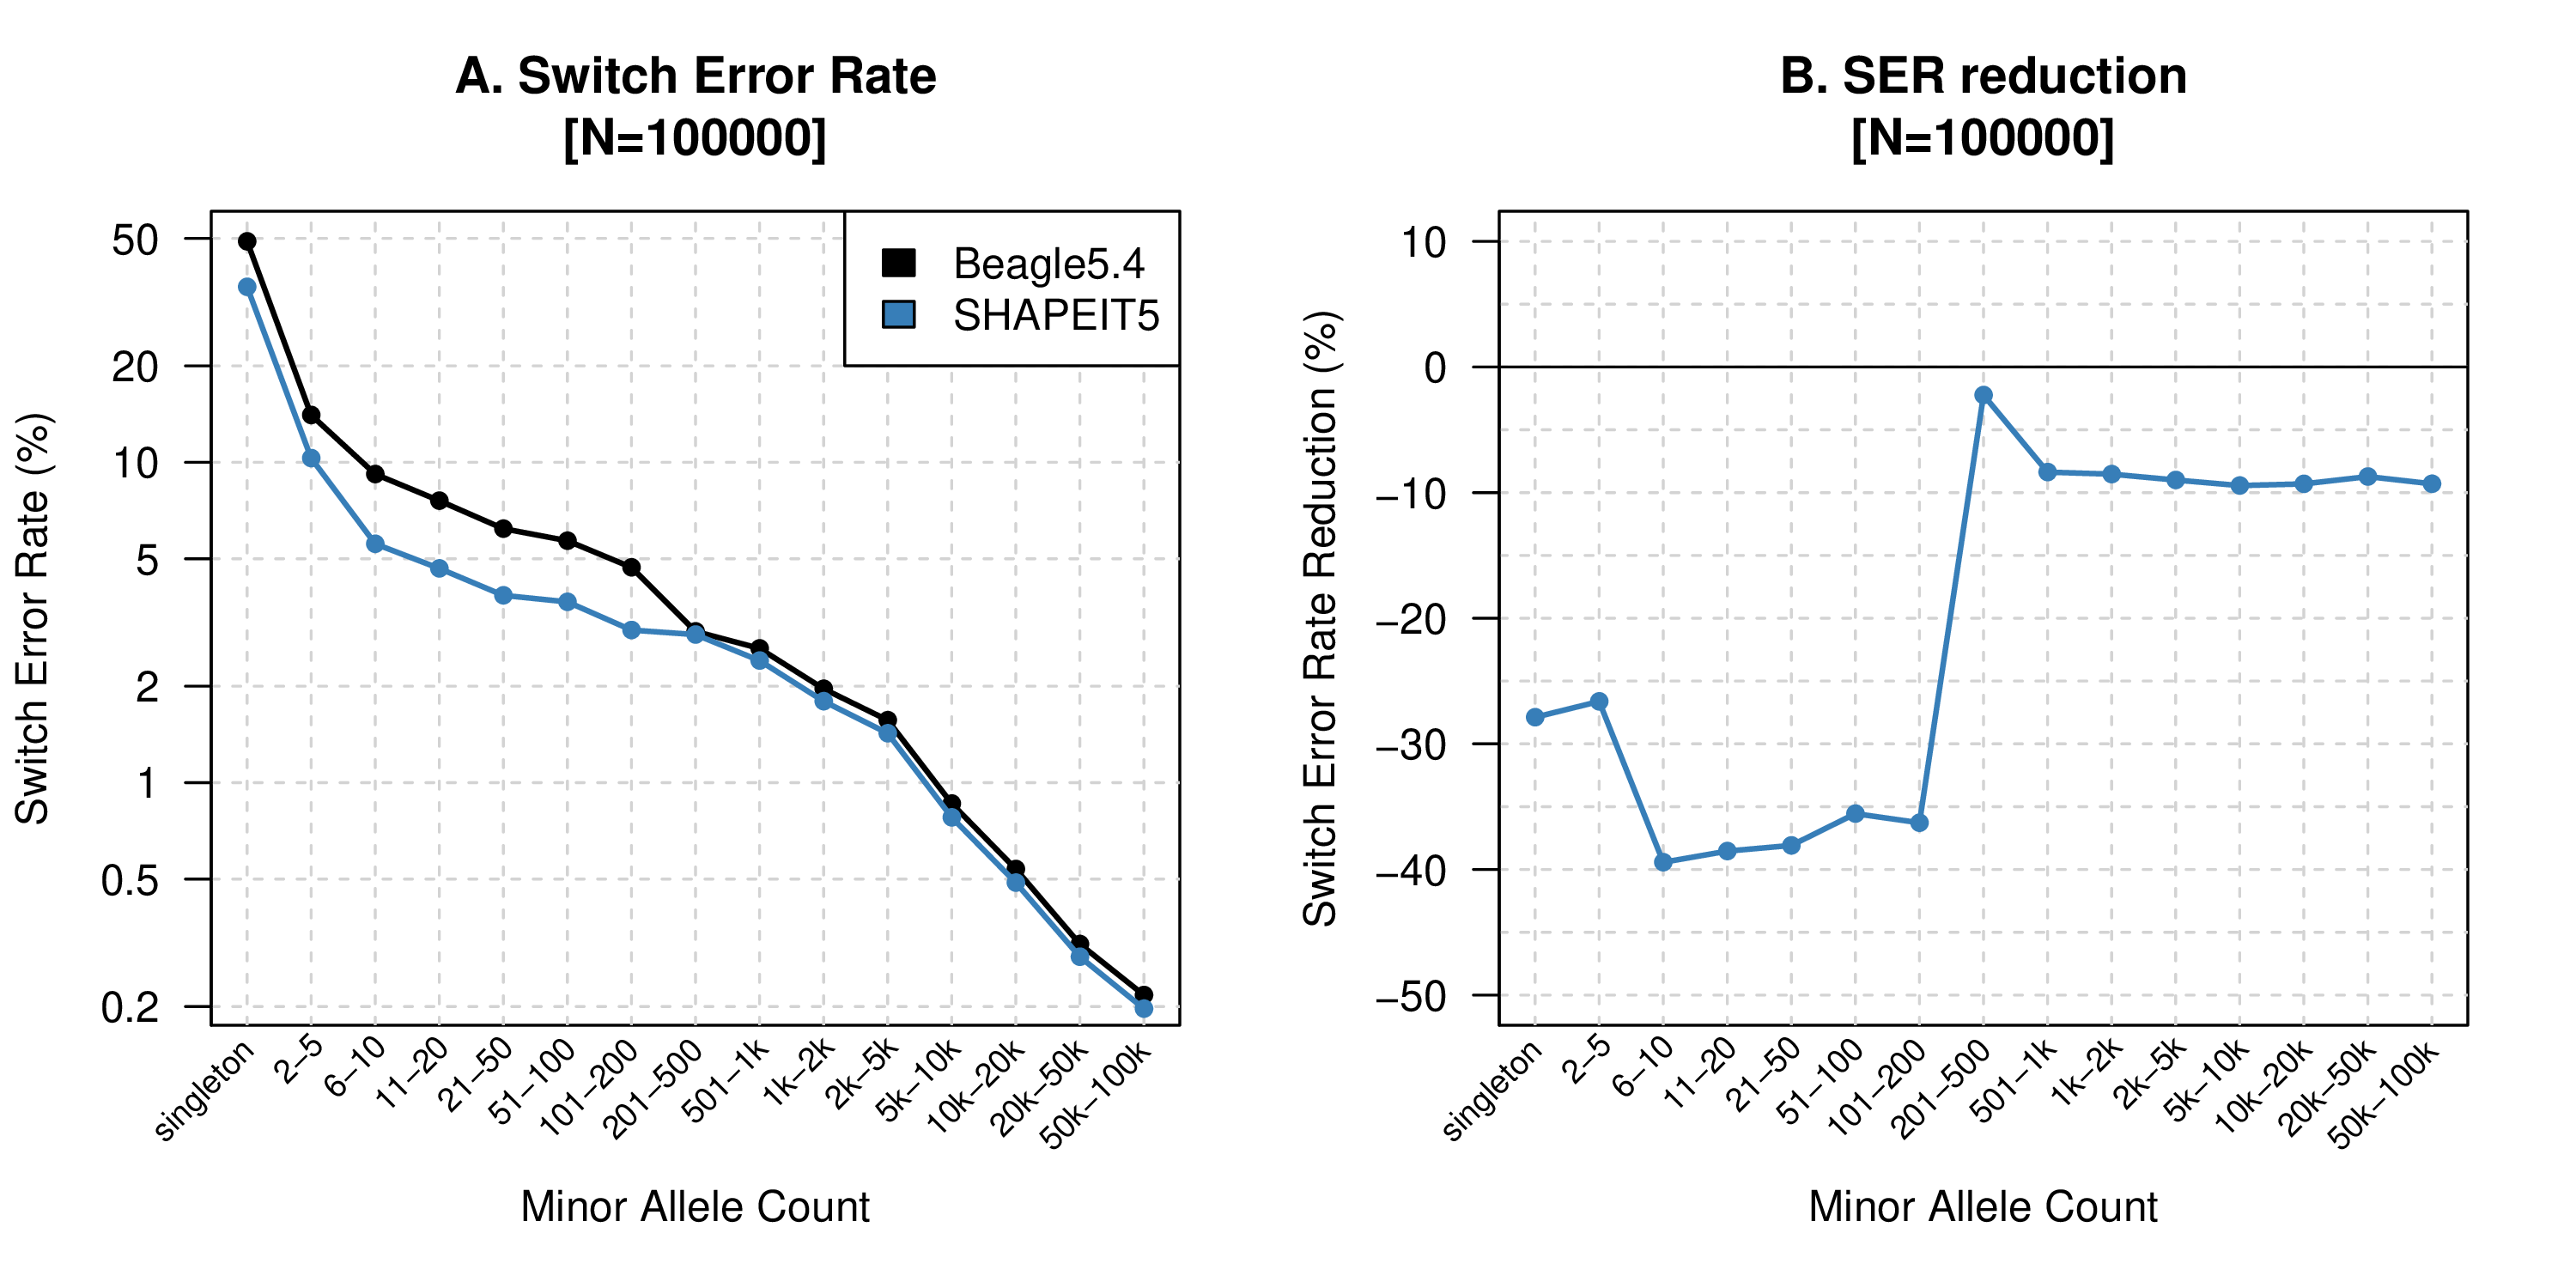 A. Switch Error Rate
[N=100000]
Switch Error Rate (%)
50
20
10
5
2
1
0.5
0.2
Beagle5.4
SHAPEIT5
singleton
2−5
6−10
11−20
21−50
51−100
101−200
201−500
501−1k
1k−2k
2k−5k
5k−10k
10k−20k
20k−50k
50k−100k
Minor Allele Count
B. SER reduction
[N=100000]
Switch Error Rate Reduction (%)
10
0
−10
−20
−30
−40
−50
singleton
2−5
6−10
11−20
21−50
51−100
101−200
201−500
501−1k
1k−2k
2k−5k
5k−10k
10k−20k
20k−50k
50k−100k
Minor Allele Count